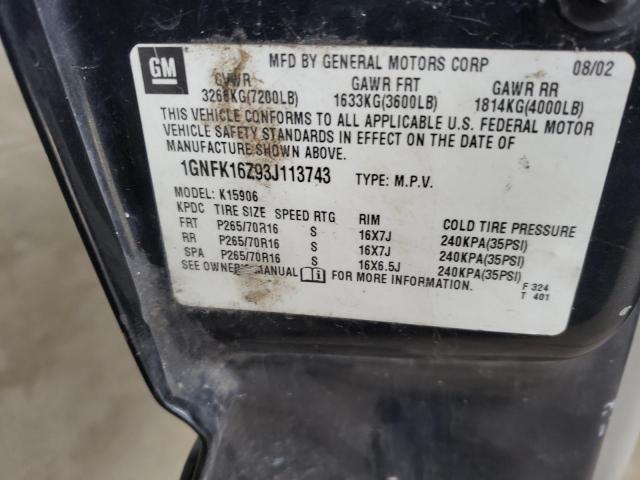 GM
MFD BY GENERAL MOTORS CORP 08/02
GVWR GAWR FRT GAWR RR
3266KG(7200LB) 1633KG(3600LB) 1814KG(4000LB)
THIS VEHICLE CONFORMS TO ALL APPLICABLE U.S. FEDERAL MOTOR
VEHICLE SAFETY STANDARDS IN EFFECT ON THE DATE OF
MANUFACTURE SHOWN ABOVE.
1GNFK16Z93J113743 TYPE: M.P.V.
MODEL: K15906
KPDC TIRE SIZE SPEED RTG RIM COLD TIRE PRESSURE
FRT P265/70R16 S 16X7J 240KPA(35PSI)
RR P265/70R16 S 16X7J 240KPA(35PSI)
SPA P265/70R16 S 16X6.5J 240KPA(35PSI)
SEE OWNER'S MANUAL FOR MORE INFORMATION.
F 324
T 401